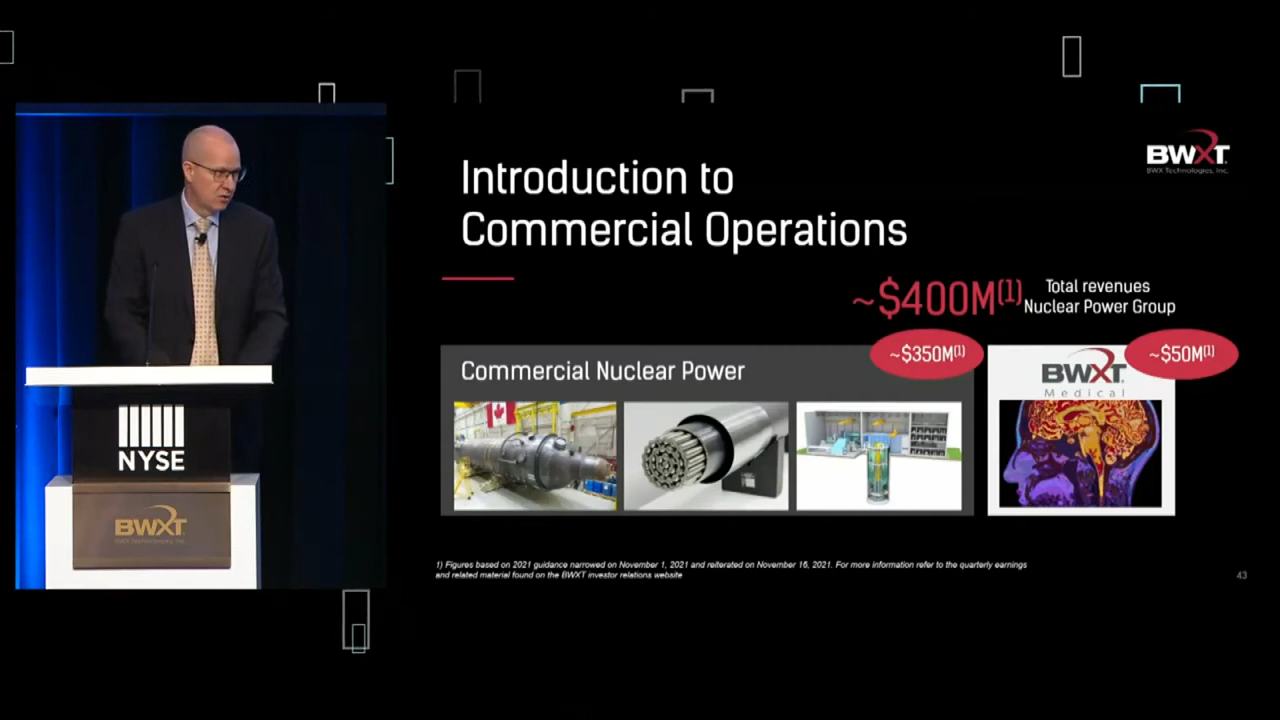 NYSE
BWXT
BWX Technologies, Inc.
BWXT
BWX Technologies, Inc.
Introduction to
Commercial Operations
~$400M(1)
Total revenues
Nuclear Power Group
Commercial Nuclear Power
~$350M(1)
~$50M(1)
BWXT
Medical
1) Figures based on 2021 guidance narrowed on November 1, 2021 and reiterated on November 16, 2021. For more information refer to the quarterly earnings
and related material found on the BWXT investor relations website
43